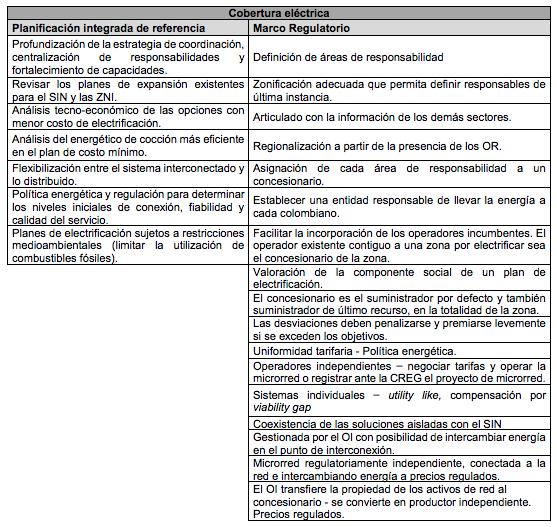 Cobertura eléctrica
Planificación integrada de referencia
Marco Regulatorio
Profundización de la estrategia de coordinación,
centralización de responsabilidades y
fortalecimiento de capacidades.
Definición de áreas de responsabilidad
Revisar los planes de expansión existentes
para el SIN y las ZNI.
Zonificación adecuada que permita definir responsables de
última instancia.
Análisis tecno-económico de las opciones con
menor costo de electrificación.
Articulado con la información de los demás sectores.
Análisis del energético de cocción más eficiente
en el plan de costo mínimo.
Regionalización a partir de la presencia de los OR.
Flexibilización entre el sistema interconectado y
lo distribuido.
Asignación de cada área de responsabilidad a un
concesionario.
Política energética y regulación para determinar
los niveles iniciales de conexión, fiabilidad y
calidad del servicio.
Establecer una entidad responsable de llevar la energía a
cada colombiano.
Planes de electrificación sujetos a restricciones
medioambientales (limitar la utilización de
combustibles fósiles).
Facilitar la incorporación de los operadores incumbentes. El
operador existente contiguo a una zona por electrificar sea
el concesionario de la zona.
Valoración de la componente social de un plan de
electrificación.
El concesionario es el suministrador por defecto y también
suministrador de último recurso, en la totalidad de la zona.
Las desviaciones deben penalizarse y premiarse levemente
si se exceden los objetivos.
Uniformidad tarifaria - Política energética.
Operadores independientes – negociar tarifas y operar la
microrred o registrar ante la CREG el proyecto de microrred.
Sistemas individuales – utility like, compensación por
viability gap
Coexistencia de las soluciones aisladas con el SIN
Gestionada por el OI con posibilidad de intercambiar energía
en el punto de interconexión.
Microrred regulatoriamente independiente, conectada a la
red e intercambiando energía a precios regulados.
El OI transfiere la propiedad de los activos de red al
concesionario - se convierte en productor independiente.
Precios regulados.